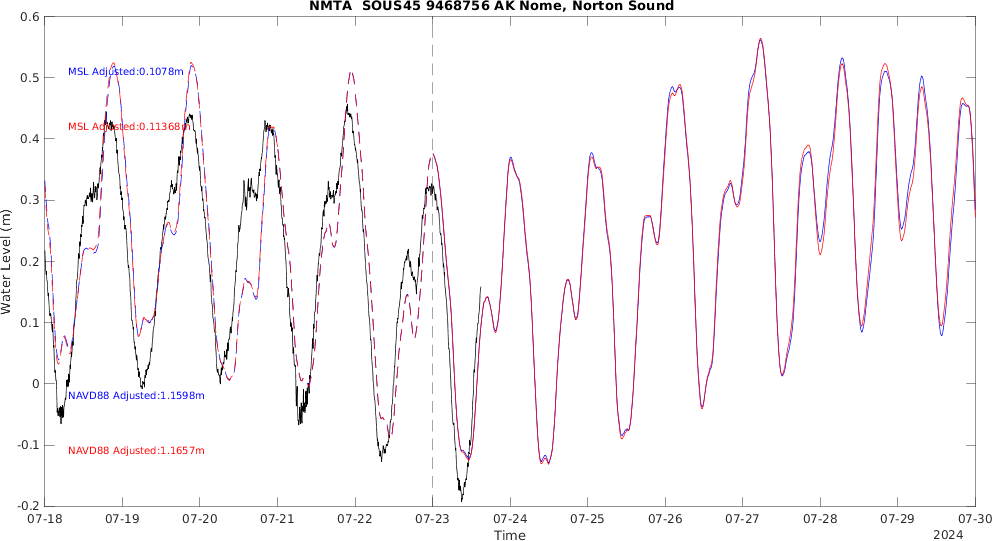 NMTA SOUS45 9468756 AK Nome, Norton Sound
0.6
0.5
0.4
0.3
0.2
0.1
0
-0.1
-0.2
Water Level (m)
MSL Adjusted:0.1078m
MSL Adjusted:0.11368m
NAVD88 Adjusted:1.1598m
NAVD88 Adjusted:1.1657m
07-18 07-19 07-20 07-21 07-22 07-23 07-24 07-25 07-26 07-27 07-28 07-29 07-30
Time
2024